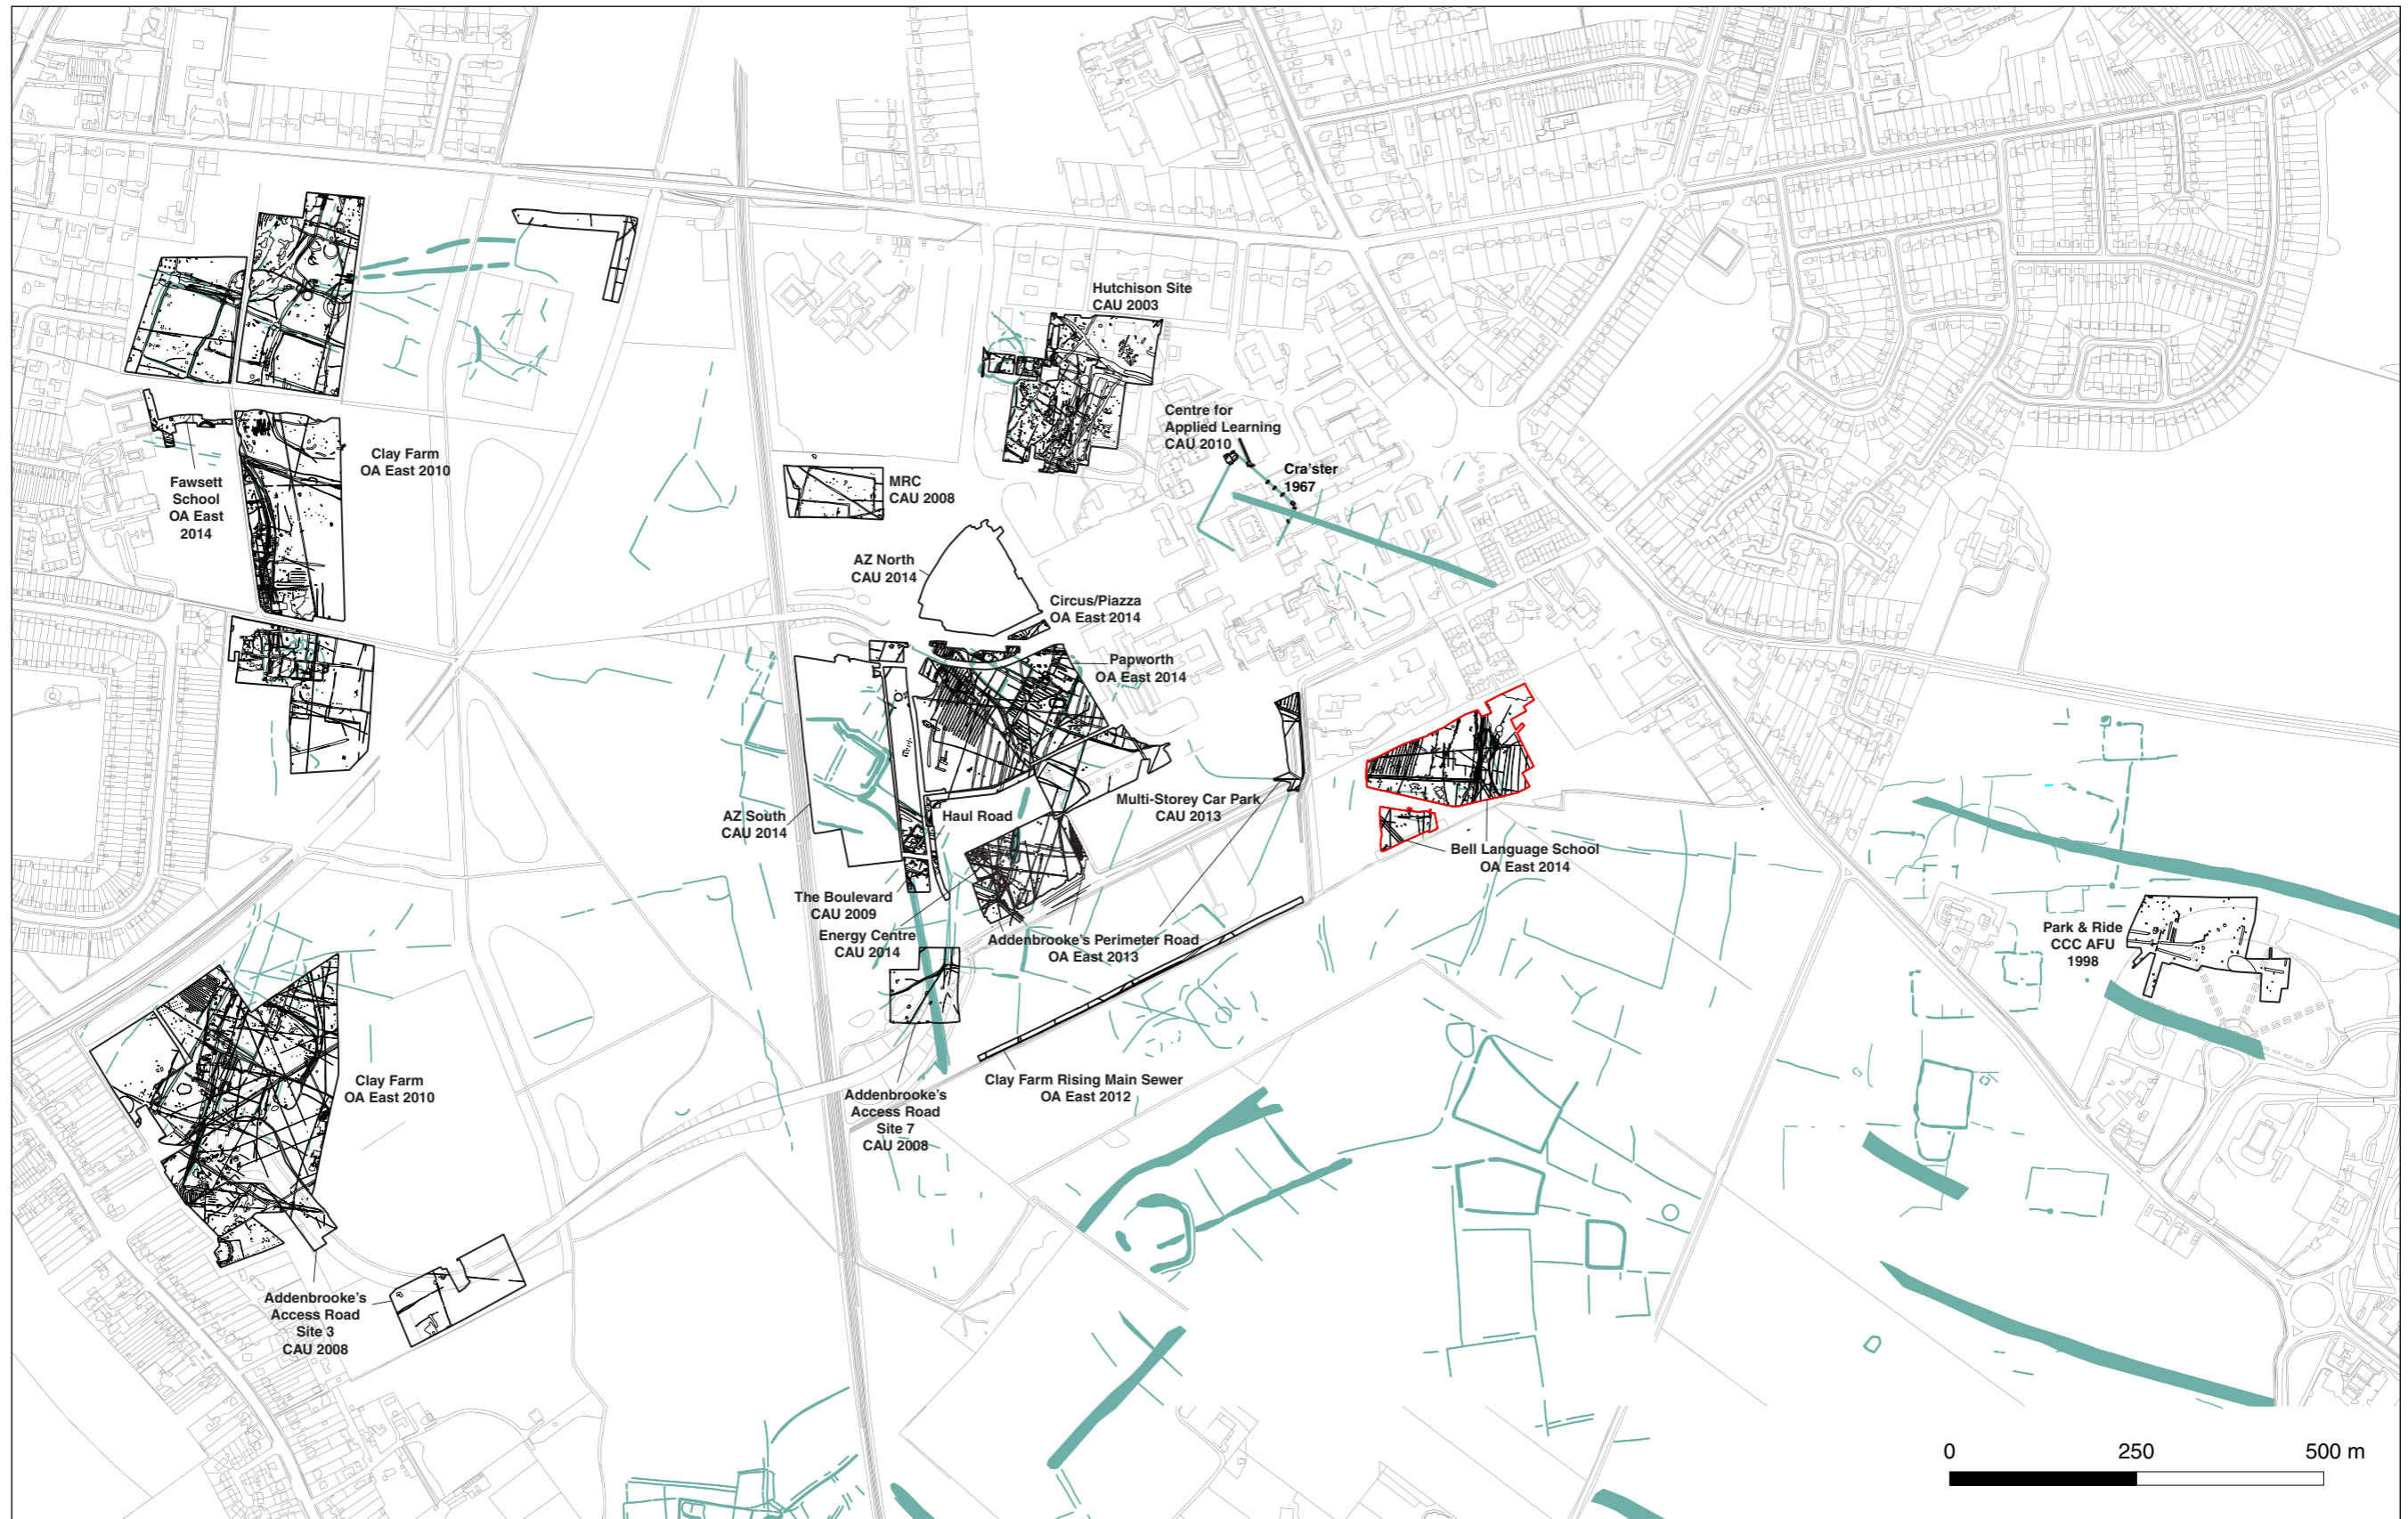 Hutchison Site
CAU 2003
Centre for
Applied Learning
CAU 2010
Cra'ster
1967
Clay Farm
OA East 2010
Fawsett
School
OA East
2014
MRC
CAU 2008
AZ North
CAU 2014
Circus/Piazza
OA East 2014
Papworth
OA East 2014
Multi-Storey Car Park
CAU 2013
AZ South
CAU 2014
Haul Road
Bell Language School
OA East 2014
The Boulevard
CAU 2009
Energy Centre
CAU 2014
Addenbrooke's Perimeter Road
OA East 2013
Park & Ride
CCC AFU
1998
Clay Farm
OA East 2010
Clay Farm Rising Main Sewer
OA East 2012
Addenbrooke's
Access Road
Site 7
CAU 2008
Addenbrooke's
Access Road
Site 3
CAU 2008
0 250 500 m